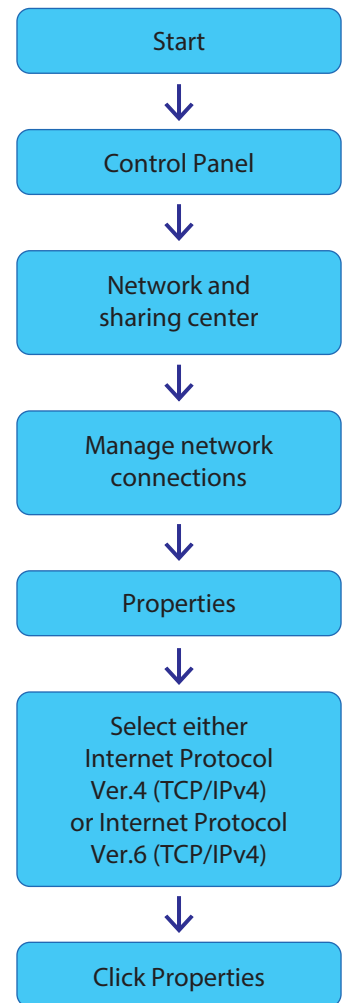 Start
Control Panel
Network and
sharing center
Manage network
connections
Properties
Select either
Internet Protocol
Ver.4 (TCP/IPv4)
or Internet Protocol
Ver.6 (TCP/IPv4)
Click Properties